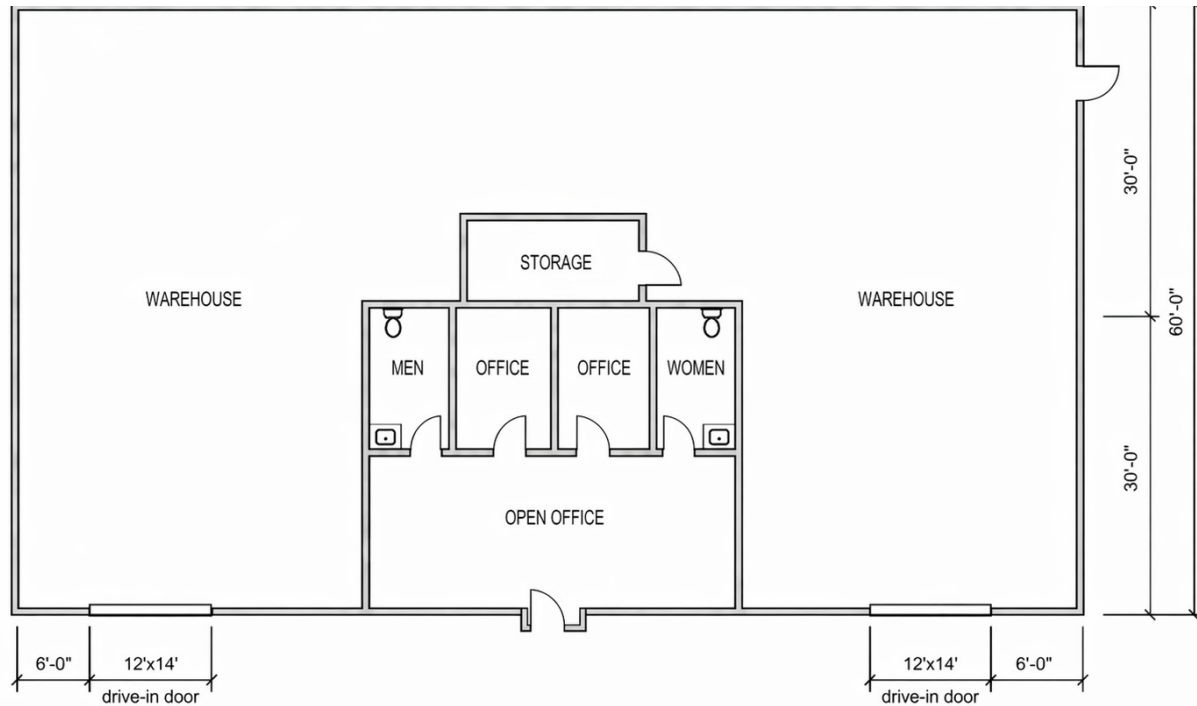 30'-0"
STORAGE
WAREHOUSE
WAREHOUSE
60'-0"
MEN
OFFICE
OFFICE
WOMEN
30'-0"
OPEN OFFICE
6'-0"
12'x14'
drive-in door
12'x14'
drive-in door
6'-0"